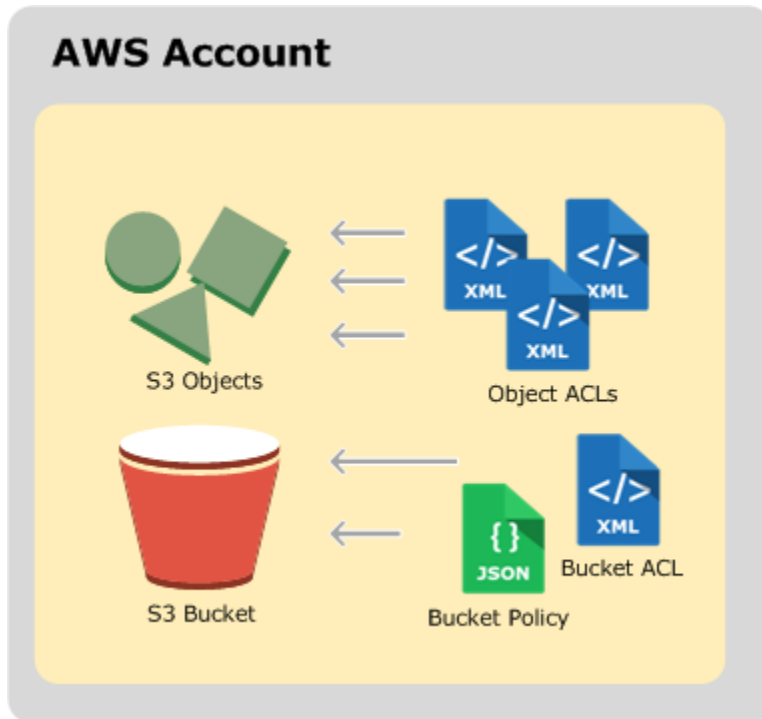 AWS Account
</>
XML
</>
XML
</>
XML
S3 Objects
Object ACLs
</>
XML
{ }
JSON
Bucket ACL
S3 Bucket
Bucket Policy